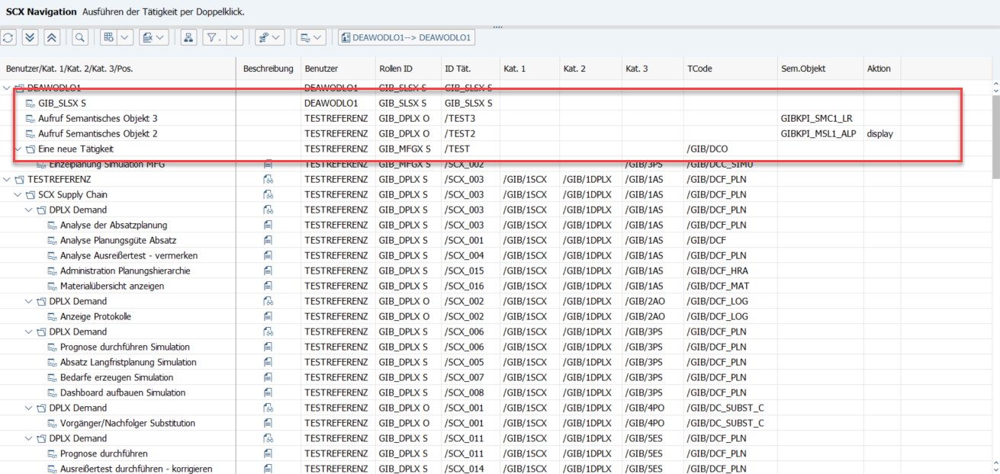 SCX Navigation Ausführen der Tätigkeit per Doppelklick.
DEAWODLO1--> DEAWODLO1
Benutzer/Kat. 1/Kat. 2/Kat. 3/Pos. Beschreibung Benutzer Rollen ID ID Tät. Kat. 1 Kat. 2 Kat. 3 TCode Sem.Objekt Aktion
DEAWODLO1 DEAWODLO1 GIB_SLSX S GIB_SLSX S
GIB_SLSX S DEAWODLO1 GIB_SLSX S GIB_SLSX S
Aufruf Semantisches Objekt 3 TESTREFERENZ GIB_DPLX O /TEST3 GIBKPI_SMC1_LR
Aufruf Semantisches Objekt 2 TESTREFERENZ GIB_DPLX O /TEST2 GIBKPI_MSL1_ALP display
Eine neue Tätigkeit TESTREFERENZ GIB_MFGX S /TEST /GIB/DCO
Einzelplanung Simulation MFG TESTREFERENZ GIB_MFGX S /SCX_002 /GIB/3PS /GIB/DCC_SIMU
TESTREFERENZ TESTREFERENZ GIB_DPLX S /SCX_003 /GIB/1SCX /GIB/1DPLX /GIB/1AS /GIB/DCF_PLN
SCX Supply Chain TESTREFERENZ GIB_DPLX S /SCX_003 /GIB/1SCX /GIB/1DPLX /GIB/1AS /GIB/DCF_PLN
DPLX Demand TESTREFERENZ GIB_DPLX S /SCX_003 /GIB/1SCX /GIB/1DPLX /GIB/1AS /GIB/DCF_PLN
Analyse der Absatzplanung TESTREFERENZ GIB_DPLX S /SCX_003 /GIB/1SCX /GIB/1DPLX /GIB/1AS /GIB/DCF_PLN
Analyse Planungsgüte Absatz TESTREFERENZ GIB_DPLX S /SCX_001 /GIB/1SCX /GIB/1DPLX /GIB/1AS /GIB/DCF
Analyse Ausreißertest - vermerken TESTREFERENZ GIB_DPLX S /SCX_004 /GIB/1SCX /GIB/1DPLX /GIB/1AS /GIB/DCF_PLN
Administration Planungshierarchie TESTREFERENZ GIB_DPLX S /SCX_015 /GIB/1SCX /GIB/1DPLX /GIB/1AS /GIB/DCF_HRA
Materialübersicht anzeigen TESTREFERENZ GIB_DPLX S /SCX_016 /GIB/1SCX /GIB/1DPLX /GIB/1AS /GIB/DCF_MAT
DPLX Demand TESTREFERENZ GIB_DPLX O /SCX_002 /GIB/1SCX /GIB/1DPLX /GIB/2AO /GIB/DCF_LOG
Anzeige Protokolle TESTREFERENZ GIB_DPLX O /SCX_002 /GIB/1SCX /GIB/1DPLX /GIB/2AO /GIB/DCF_LOG
DPLX Demand TESTREFERENZ GIB_DPLX S /SCX_006 /GIB/1SCX /GIB/1DPLX /GIB/3PS /GIB/DCF_PLN
Prognose durchführen Simulation TESTREFERENZ GIB_DPLX S /SCX_006 /GIB/1SCX /GIB/1DPLX /GIB/3PS /GIB/DCF_PLN
Absatz Langfristplanung Simulation TESTREFERENZ GIB_DPLX S /SCX_005 /GIB/1SCX /GIB/1DPLX /GIB/3PS /GIB/DCF_PLN
Bedarfe erzeugen Simulation TESTREFERENZ GIB_DPLX S /SCX_007 /GIB/1SCX /GIB/1DPLX /GIB/3PS /GIB/DCF_PLN
Dashboard aufbauen Simulation TESTREFERENZ GIB_DPLX S /SCX_008 /GIB/1SCX /GIB/1DPLX /GIB/3PS /GIB/DCF_PLN
DPLX Demand TESTREFERENZ GIB_DPLX O /SCX_001 /GIB/1SCX /GIB/1DPLX /GIB/4PO /GIB/DC_SUBST_C
Vorgänger/Nachfolger Substitution TESTREFERENZ GIB_DPLX O /SCX_001 /GIB/1SCX /GIB/1DPLX /GIB/4PO /GIB/DC_SUBST_C
DPLX Demand TESTREFERENZ GIB_DPLX S /SCX_011 /GIB/1SCX /GIB/1DPLX /GIB/5ES /GIB/DCF_PLN
Prognose durchführen TESTREFERENZ GIB_DPLX S /SCX_011 /GIB/1SCX /GIB/1DPLX /GIB/5ES /GIB/DCF_PLN
Ausreißertest durchführen - korrigieren TESTREFERENZ GIB_DPLX S /SCX_014 /GIB/1SCX /GIB/1DPLX /GIB/5ES /GIB/DCF_PLN